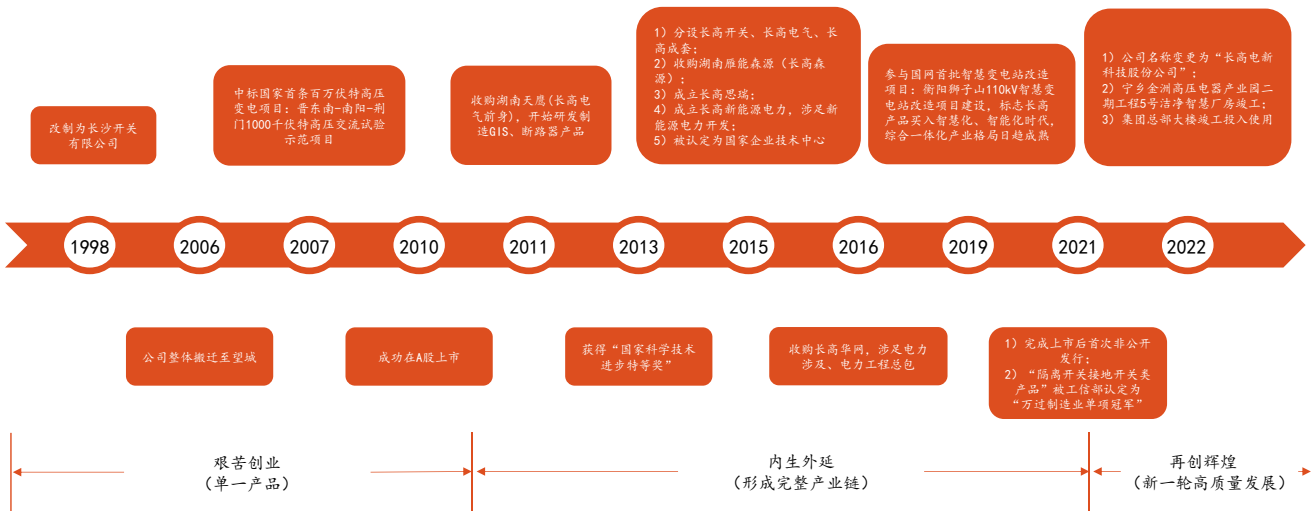 改制为长沙开关
有限公司
中标国家首条百万伏特高压
变电项目：晋东南-南阳-荆
门1000千伏特高压交流试验
示范项目
收购湖南天鹰(长高电
气前身)，开始研发制
造GIS、断路器产品
1）分设长高开关、长高电气、长
高成套；
2）收购湖南雁能森源（长高森
源）；
3）成立长高思瑞；
4）成立长高新能源电力，涉足新
能源电力开发；
5）被认定为国家企业技术中心
参与国网首批智慧变电站改造
项目：衡阳狮子山110kV智慧变
电站改造项目建设，标志长高
产品买入智慧化、智能化时代，
综合一体化产业格局日趋成熟
1）公司名称变更为“长高电新
科技股份公司”；
2）宁乡金洲高压电器产业园二
期工程5号洁净智慧厂房竣工；
3）集团总部大楼竣工投入使用
1998
2006
2007
2010
2011
2013
2015
2016
2019
2021
2022
公司整体搬迁至望城
成功在A股上市
获得“国家科学技术
进步特等奖”
收购长高华网，涉足电力
涉及、电力工程总包
1）完成上市后首次非公开
发行；
2）“隔离开关接地开关类
产品”被工信部认定为
“万过制造业单项冠军”
艰苦创业
（单一产品）
内生外延
（形成完整产业链）
再创辉煌
（新一轮高质量发展）